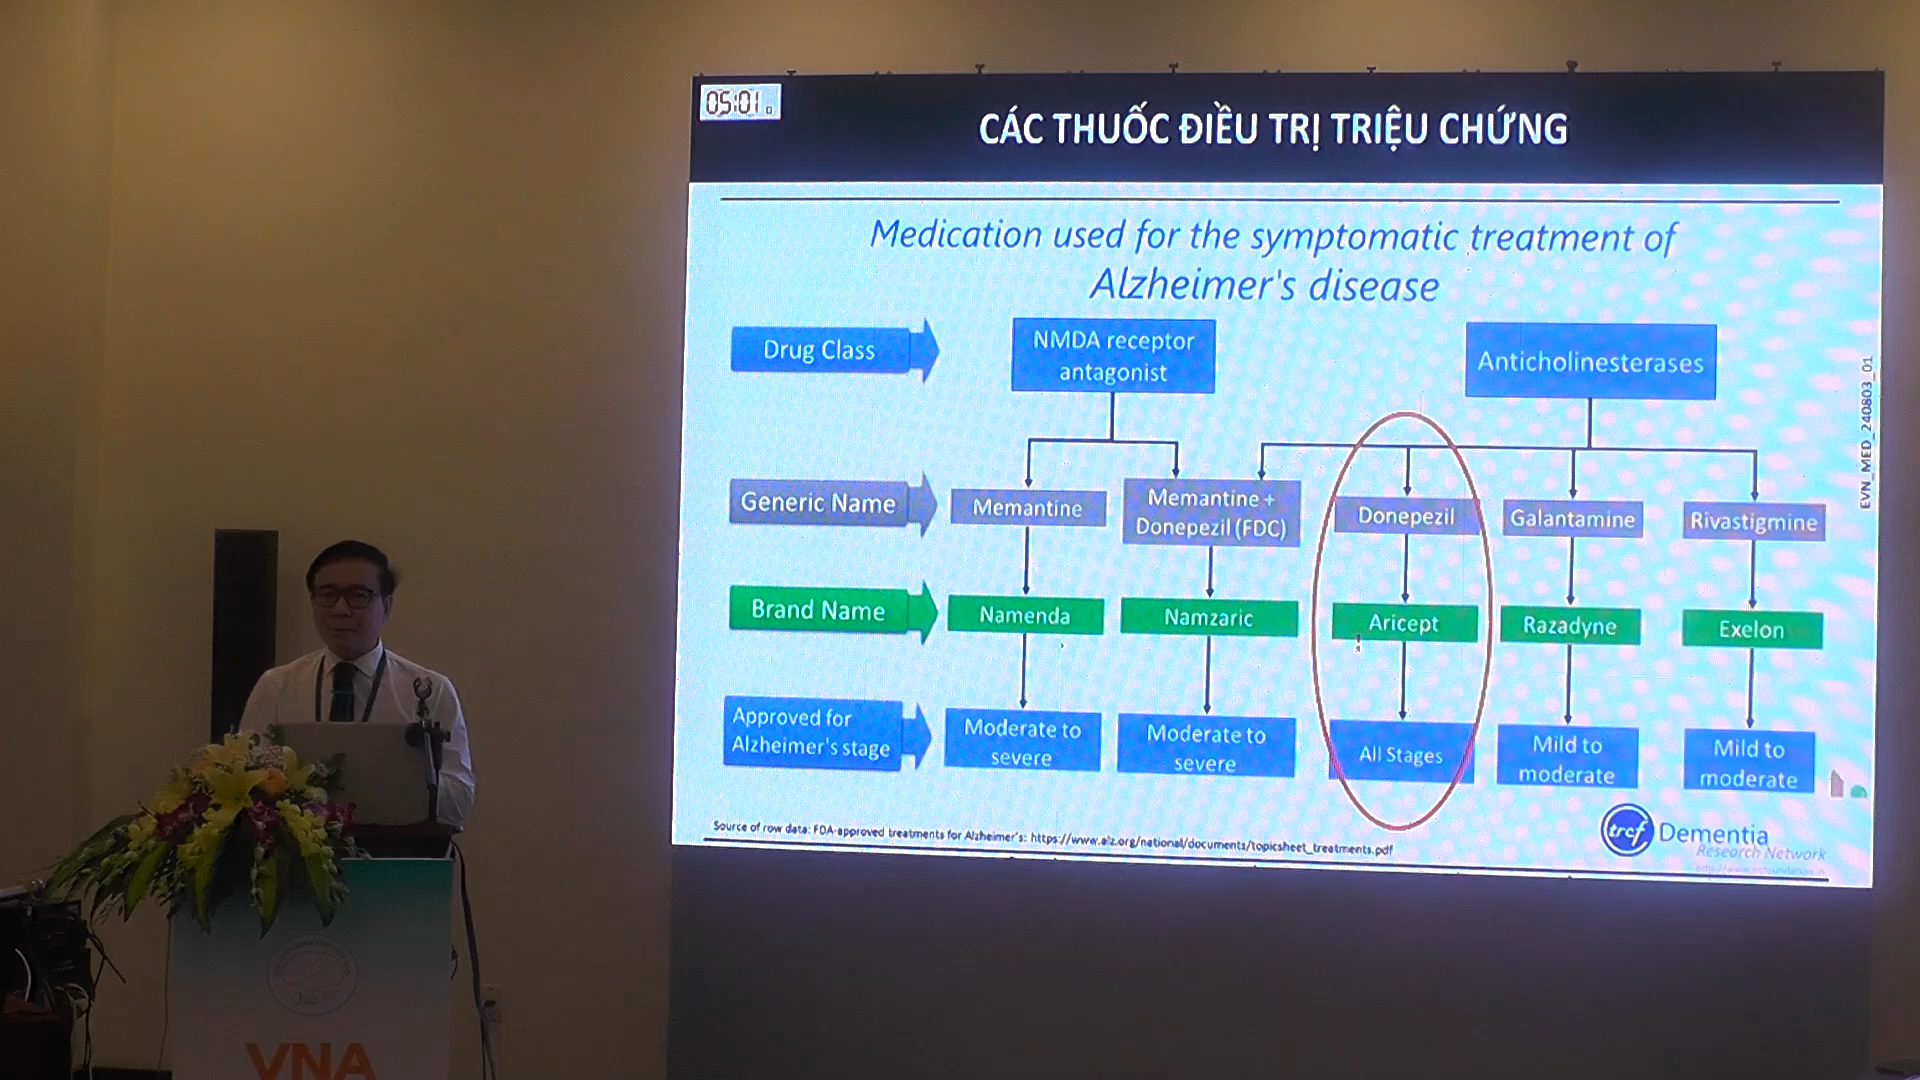 05:01
CÁC THUỐC ĐIỀU TRỊ TRIỆU CHỨNG
Medication used for the symptomatic treatment of
Alzheimer's disease
Drug Class
NMDA receptor
antagonist
Anticholinesterases
Generic Name
Memantine
Memantine +
Donepezil (FDC)
Donepezil
Galantamine
Rivastigmine
Brand Name
Namenda
Namzaric
Aricept
Razadyne
Exelon
Approved for
Alzheimer's stage
Moderate to
severe
Moderate to
severe
All Stages
Mild to
moderate
Mild to
moderate
Source of row data: FDA-approved treatments for Alzheimer's: https://www.alz.org/national/documents/topicsheet_treatments.pdf
trcf Dementia
Research Network
EVN_MED_240803_01
VNA